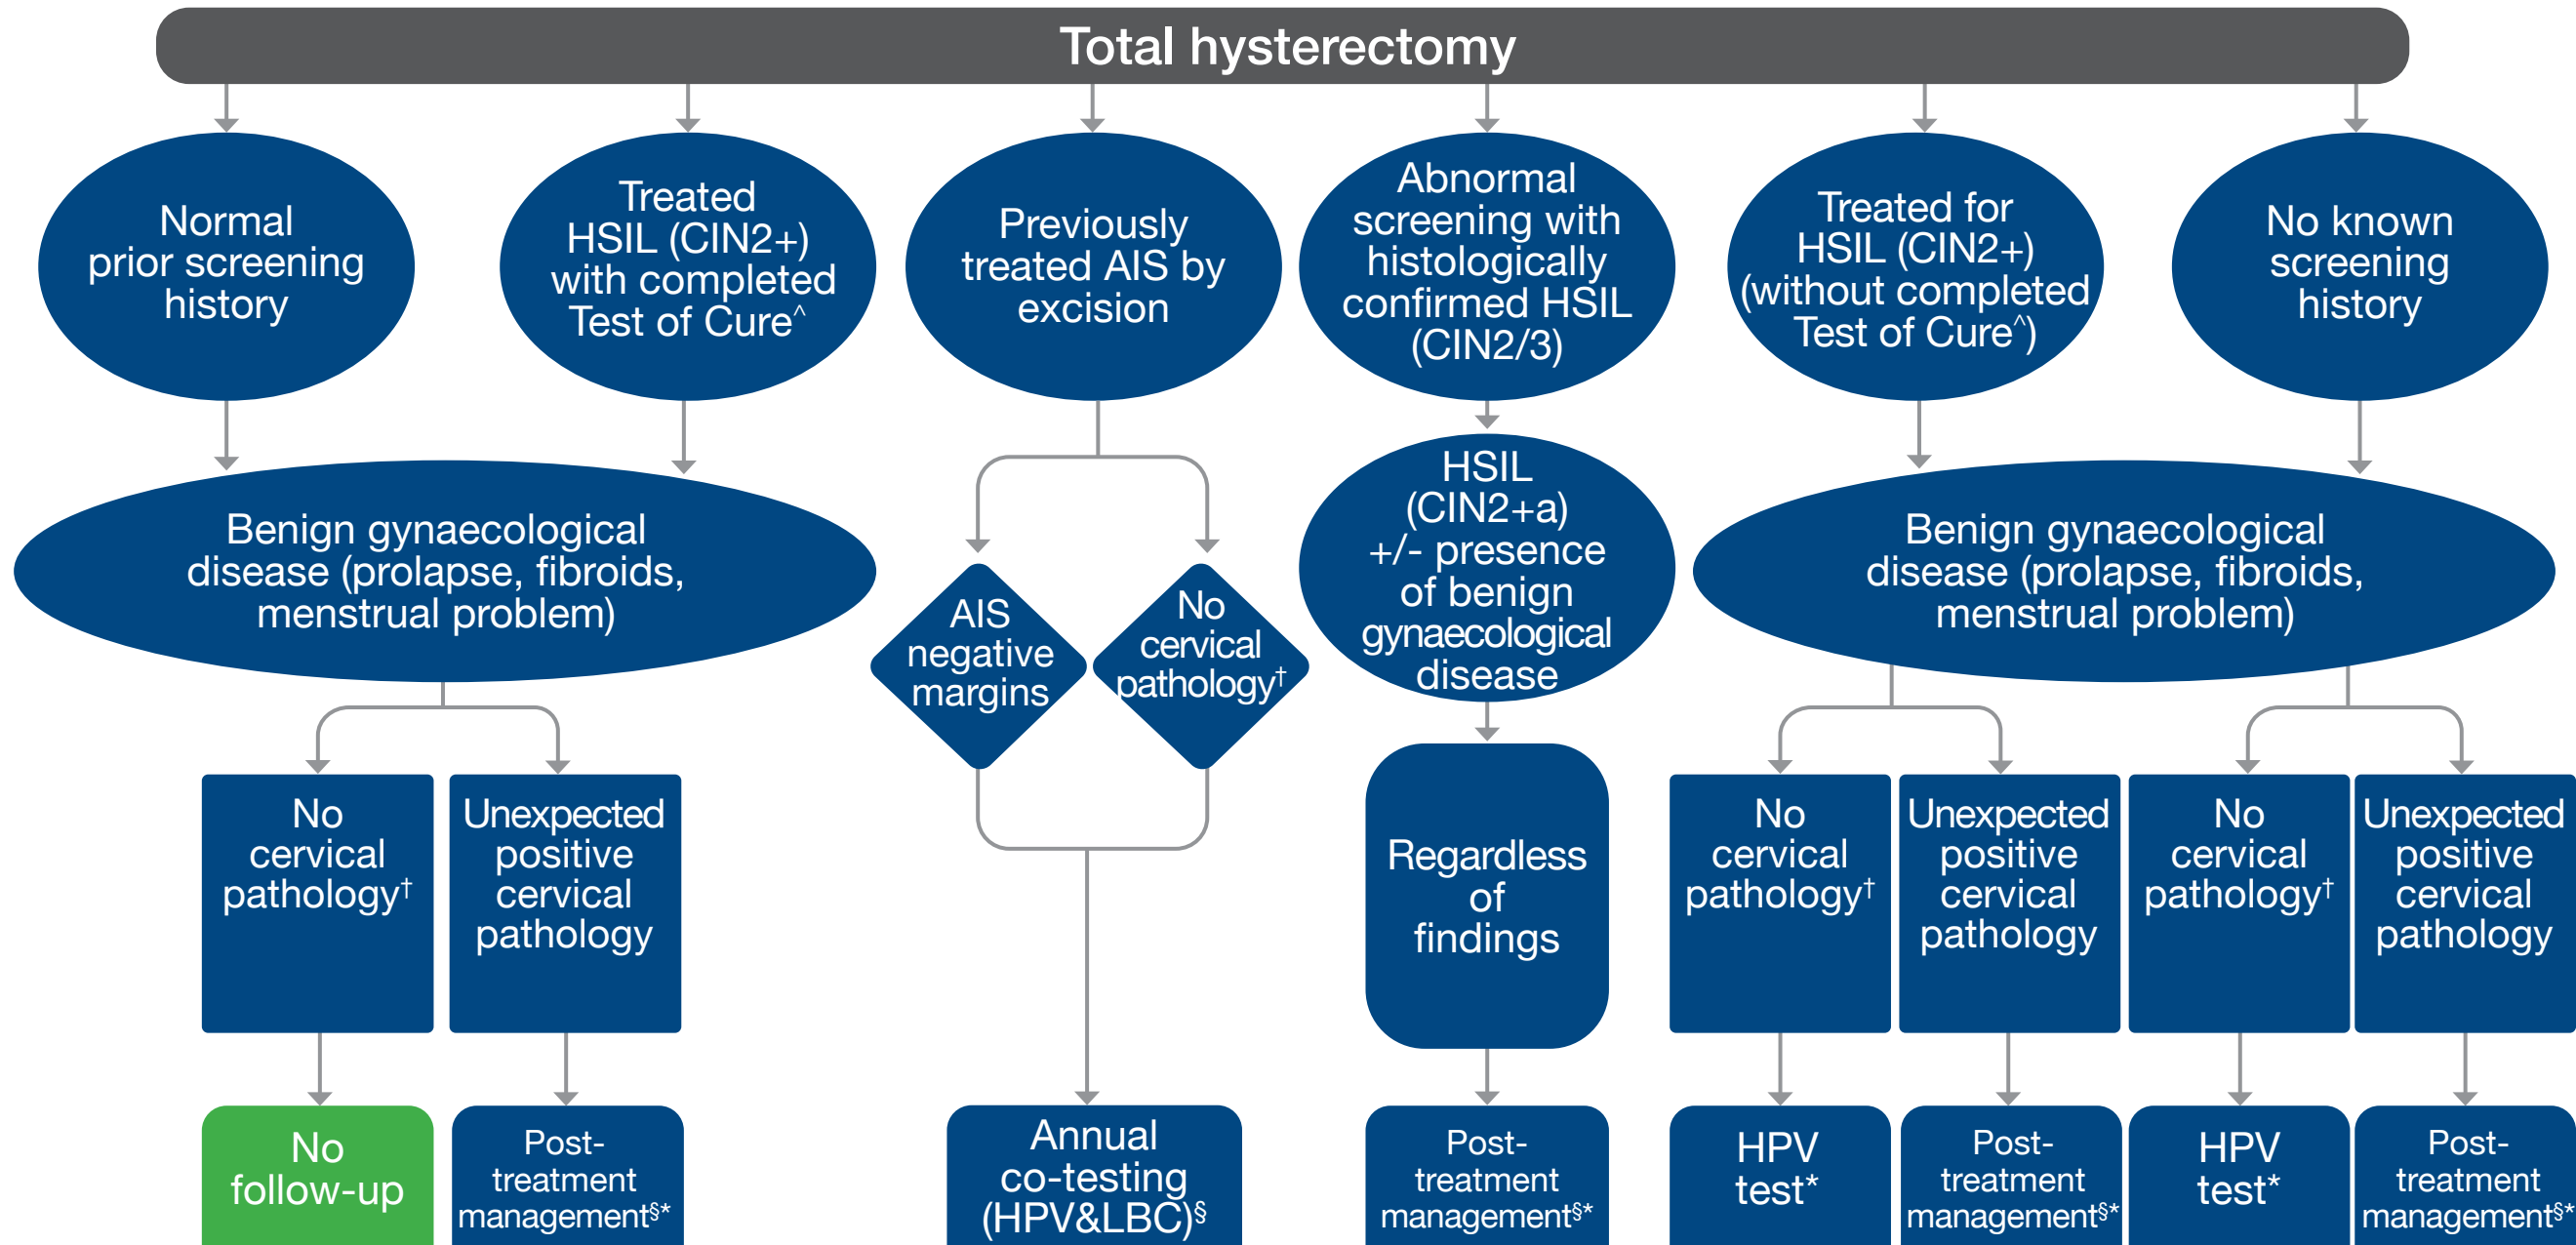 Total hysterectomy
Normal
prior screening
history
Treated
HSIL (CIN2+)
with completed
Test of Cure^
Previously
treated AIS by
excision
Abnormal
screening with
histologically
confirmed HSIL
(CIN2/3)
Treated for
HSIL (CIN2+)
(without completed
Test of Cure^)
No known
screening
history
Benign gynaecological
disease (prolapse, fibroids,
menstrual problem)
AIS
negative
margins
No
cervical
pathology†
HSIL
(CIN2+a)
+/- presence
of benign
gynaecological
disease
Benign gynaecological
disease (prolapse, fibroids,
menstrual problem)
No
cervical
pathology†
Unexpected
positive
cervical
pathology
Regardless
of
findings
No
cervical
pathology†
Unexpected
positive
cervical
pathology
No
cervical
pathology†
Unexpected
positive
cervical
pathology
No
follow-up
Post-
treatment
management§*
Annual
co-testing
(HPV&LBC)§
Post-
treatment
management§*
HPV
test*
Post-
treatment
management§*
HPV
test*
Post-
treatment
management§*